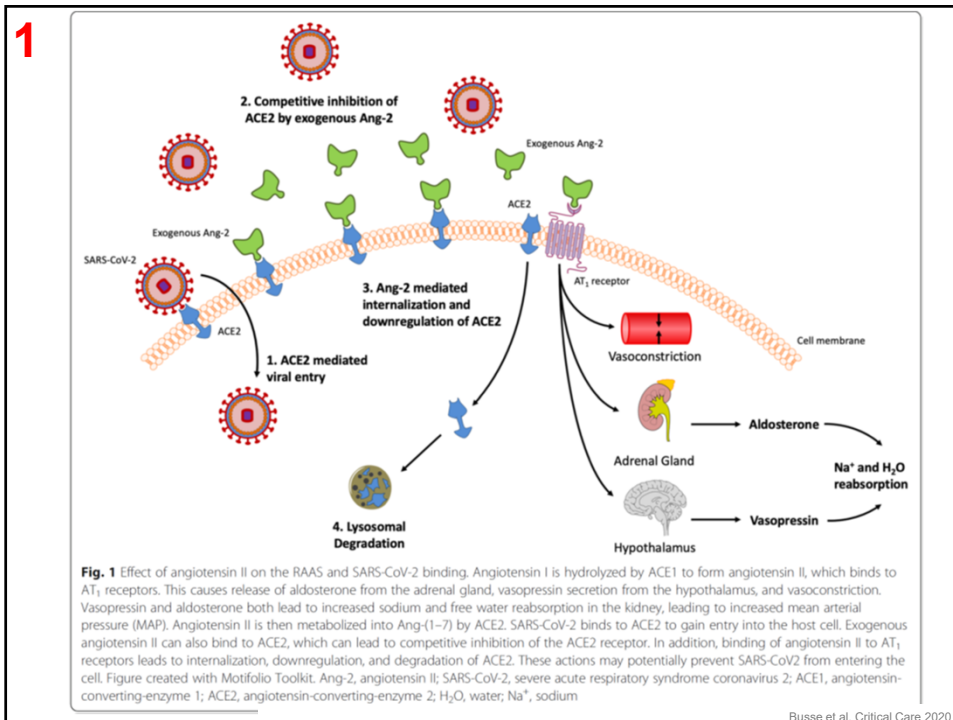 1
2. Competitive inhibition of
ACE2 by exogenous Ang-2
Exogenous Ang-2
ACE2
Exogenous Ang-2
SARS-CoV-2
AT₁ receptor
3. Ang-2 mediated
internalization and
downregulation of ACE2
ACE2
Cell membrane
1. ACE2 mediated
viral entry
Vasoconstriction
Aldosterone
Adrenal Gland
Na⁺ and H₂O
reabsorption
4. Lysosomal
Degradation
Vasopressin
Hypothalamus
Fig. 1 Effect of angiotensin II on the RAAS and SARS-CoV-2 binding. Angiotensin I is hydrolyzed by ACE1 to form angiotensin II, which binds to
AT₁ receptors. This causes release of aldosterone from the adrenal gland, vasopressin secretion from the hypothalamus, and vasoconstriction.
Vasopressin and aldosterone both lead to increased sodium and free water reabsorption in the kidney, leading to increased mean arterial
pressure (MAP). Angiotensin II is then metabolized into Ang-(1–7) by ACE2. SARS-CoV-2 binds to ACE2 to gain entry into the host cell. Exogenous
angiotensin II can also bind to ACE2, which can lead to competitive inhibition of the ACE2 receptor. In addition, binding of angiotensin II to AT₁
receptors leads to internalization, downregulation, and degradation of ACE2. These actions may potentially prevent SARS-CoV2 from entering the
cell. Figure created with Motifolio Toolkit. Ang-2, angiotensin II; SARS-CoV-2, severe acute respiratory syndrome coronavirus 2; ACE1, angiotensin-
converting-enzyme 1; ACE2, angiotensin-converting-enzyme 2; H₂O, water; Na⁺, sodium
Busse et al. Critical Care 2020